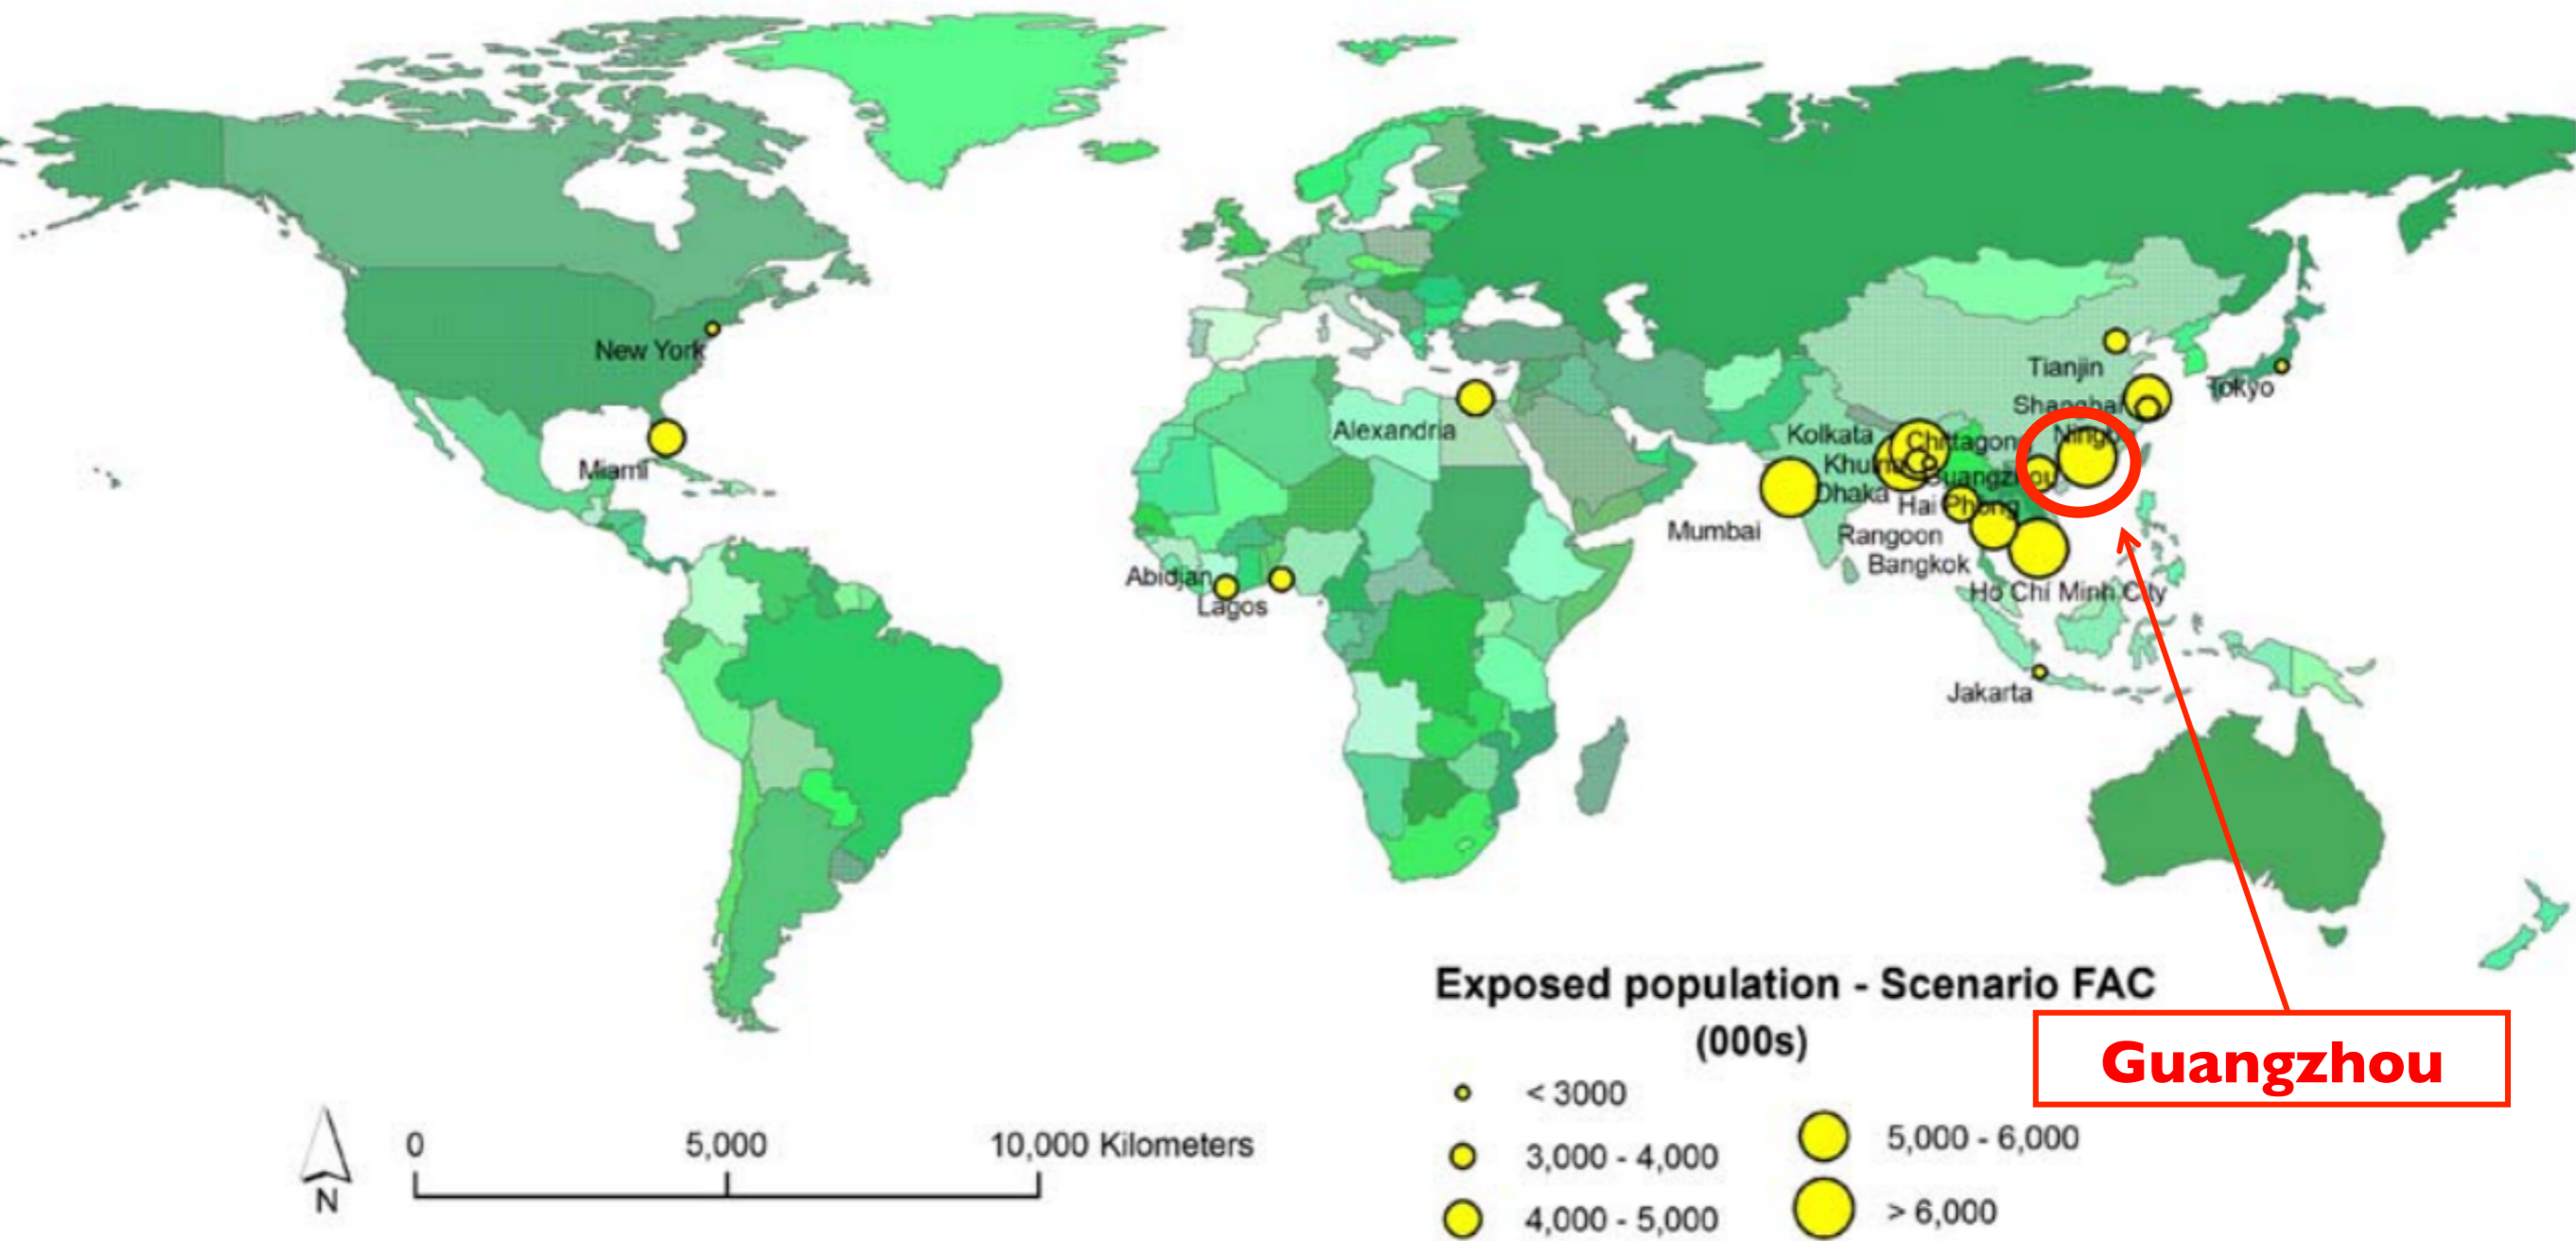 New York
Miami
Alexandria
Abidjan
Lagos
Tianjin
Tokyo
Shanghai
Kolkata
Chittagong
Ningbo
Khulna
Guangzhou
Dhaka
Hai Phong
Mumbai
Rangoon
Bangkok
Ho Chi Minh City
Jakarta
Exposed population - Scenario FAC
(000s)
Guangzhou
< 3000
3,000 - 4,000
4,000 - 5,000
5,000 - 6,000
> 6,000
0 5,000 10,000 Kilometers
N